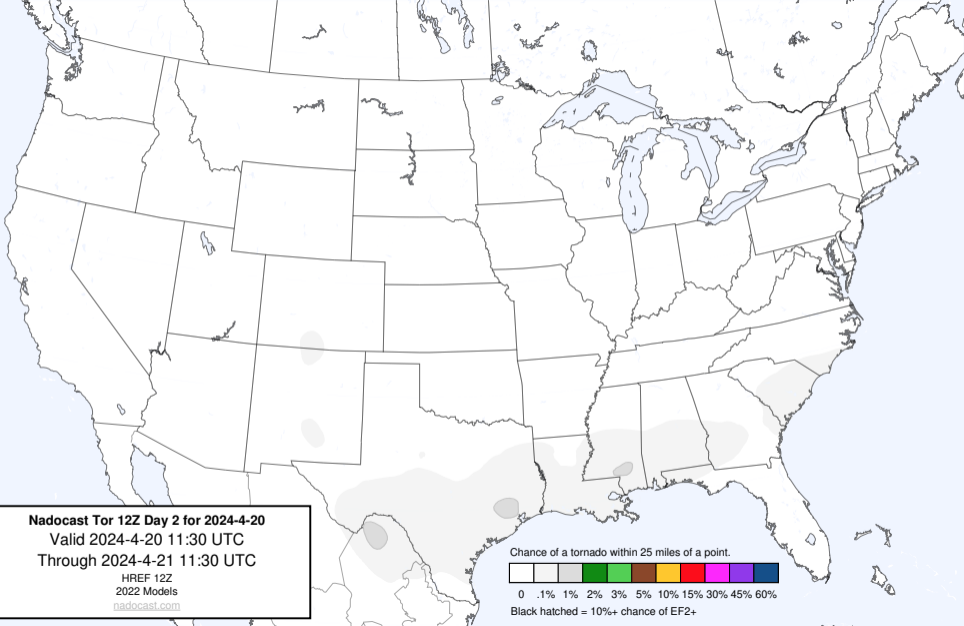 Nadocast Tor 12Z Day 2 for 2024-4-20
Valid 2024-4-20 11:30 UTC
Through 2024-4-21 11:30 UTC
HREF 12Z
2022 Models
nadocast.com
Chance of a tornado within 25 miles of a point.
0 .1% 1% 2% 3% 5% 10% 15% 30% 45% 60%
Black hatched = 10%+ chance of EF2+